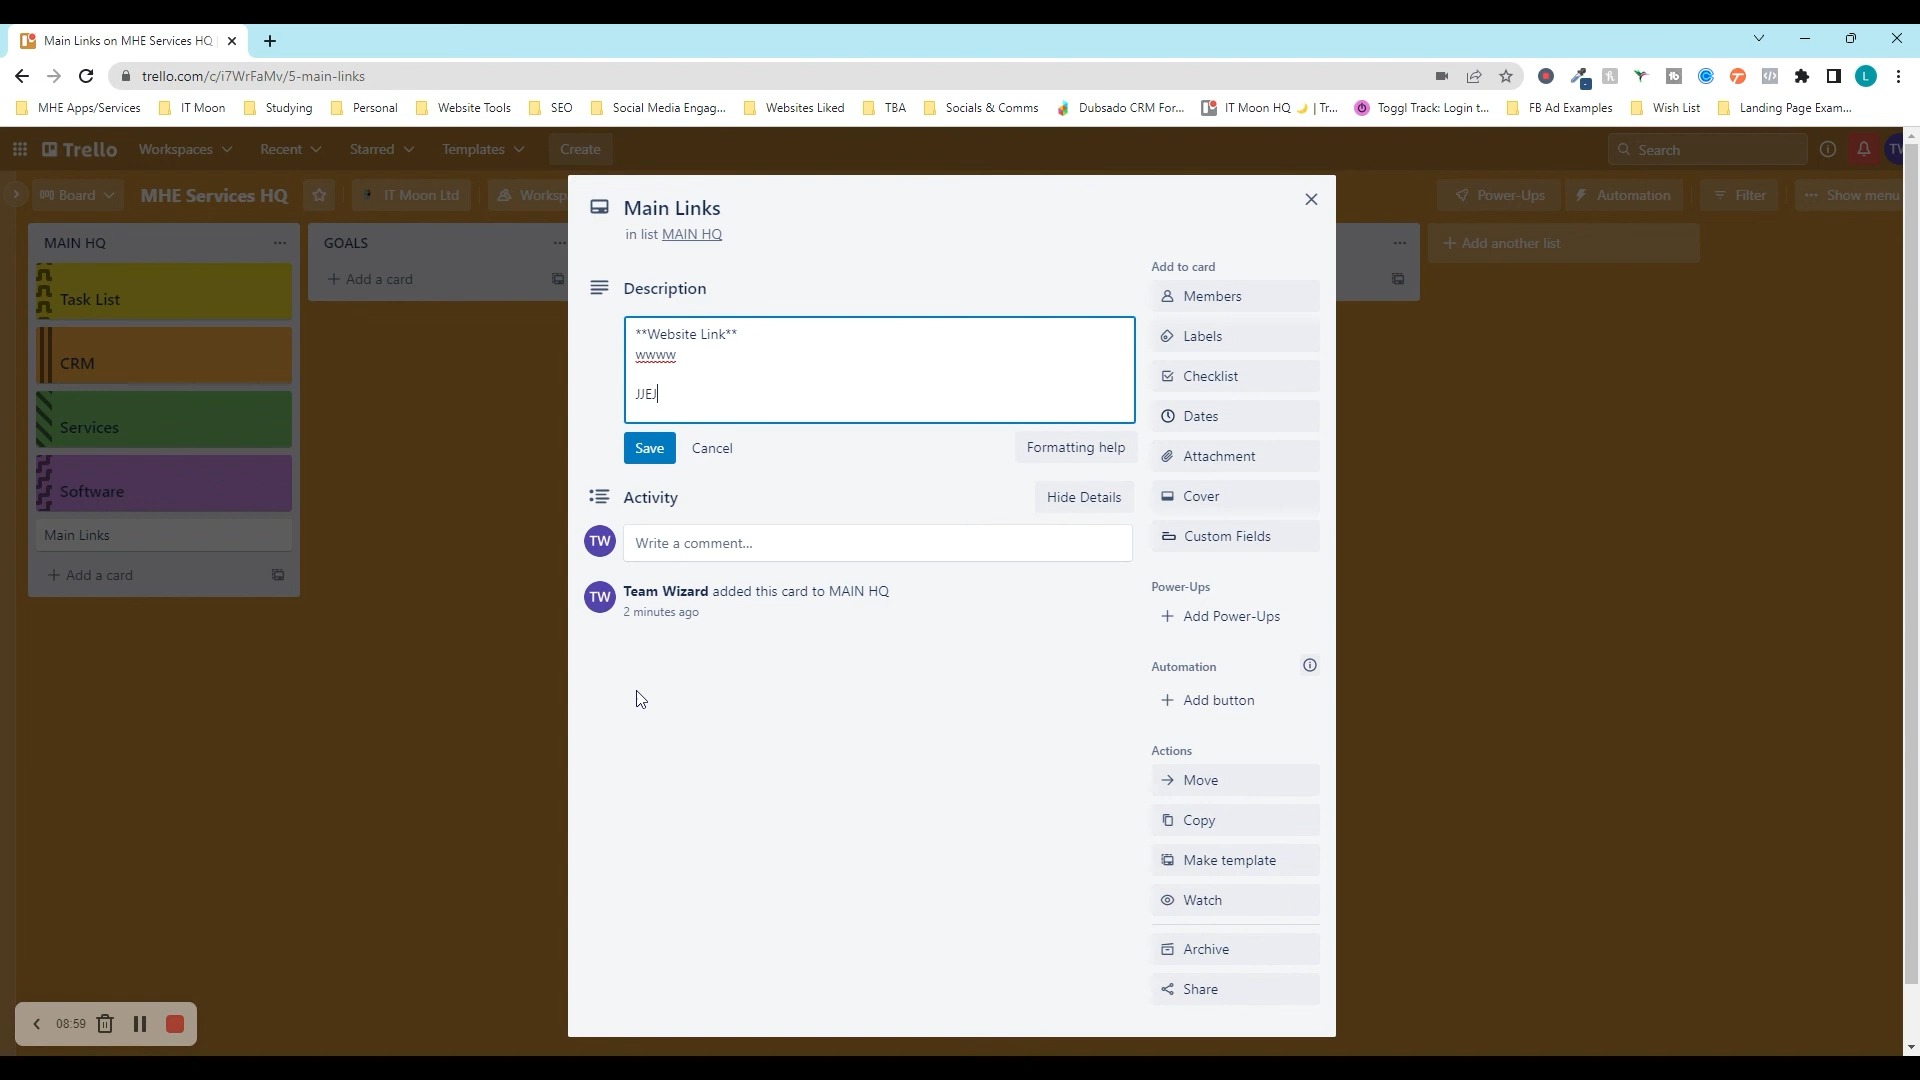 Main Links on MHE Services HQ
trello.com/c/i7WrFaMv/5-main-links
L
MHE Apps/Services
IT Moon
Studying
Personal
Website Tools
SEO
Social Media Engag...
Websites Liked
TBA
Socials & Comms
Dubsado CRM For...
IT Moon HQ 🌙 | Tr...
Toggl Track: Login t...
FB Ad Examples
Wish List
Landing Page Exam...
Trello
Workspaces
Recent
Starred
Templates
Create
Search
TW
Board
MHE Services HQ
IT Moon Ltd
Worksp
Power-Ups
Automation
Filter
Show menu
MAIN HQ
Task List
CRM
Services
Software
Main Links
+ Add a card
GOALS
+ Add a card
+ Add another list
Main Links
in list MAIN HQ
Description
**Website Link**
wwww
JJEJ
Save
Cancel
Formatting help
Activity
Hide Details
TW
Write a comment...
TW
Team Wizard added this card to MAIN HQ
2 minutes ago
Add to card
Members
Labels
Checklist
Dates
Attachment
Cover
Custom Fields
Power-Ups
+ Add Power-Ups
Automation
+ Add button
Actions
Move
Copy
Make template
Watch
Archive
Share
08:59